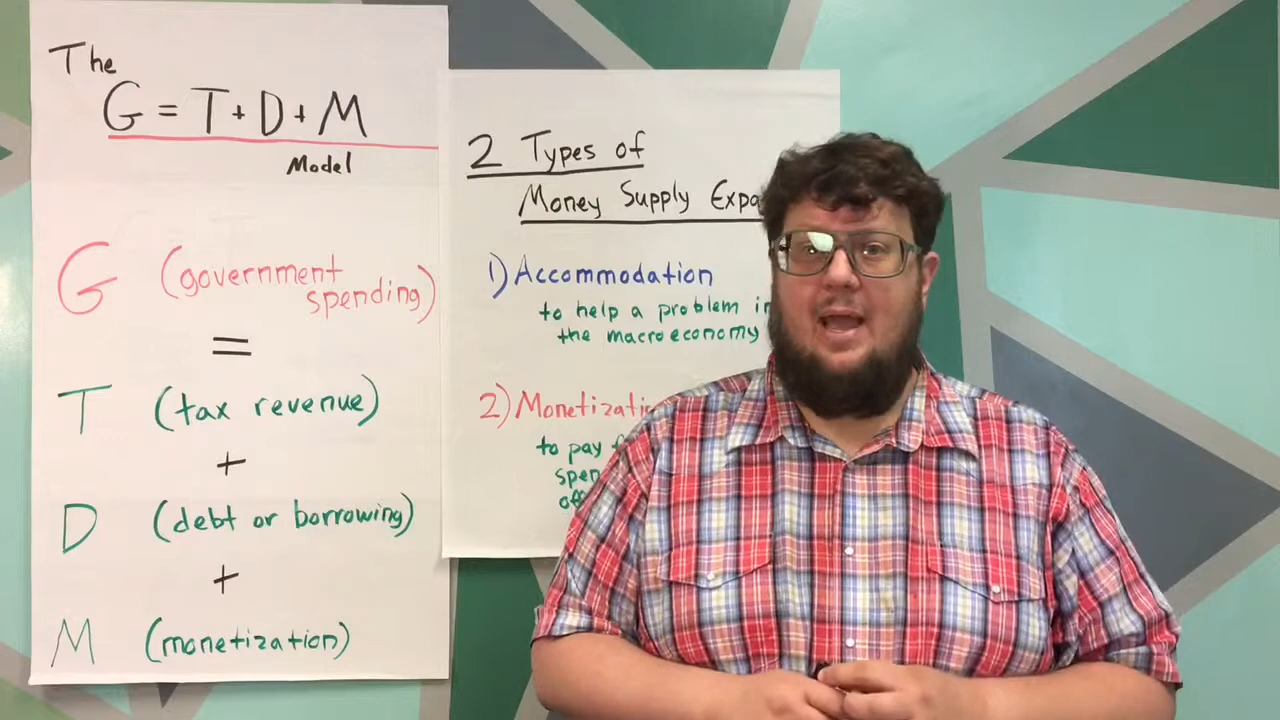 The
G = T + D + M
Model
G (government
spending)
=
T (tax revenue)
+
D (debt or borrowing)
+
M (monetization)
2 Types of
Money Supply
1) Accommodation
to help a problem
the macroeconomy
2)
to pay